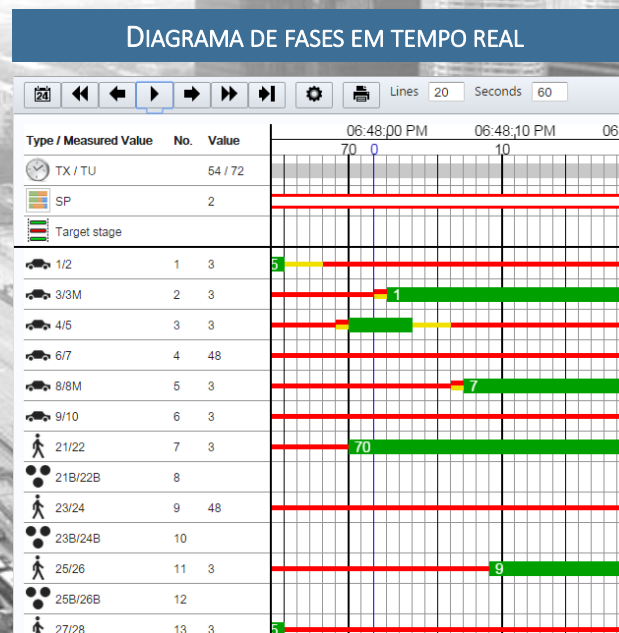 DIAGRAMA DE FASES EM TEMPO REAL
24 Lines 20 Seconds 60
06:48:00 PM 06:48:10 PM 06
Type / Measured Value No. Value 70 0 10
TX / TU 54 / 72
SP 2
Target stage
1/2 1 3 5
3/3M 2 3 1
4/5 3 3
6/7 4 48
8/8M 5 3 7
9/10 6 3
21/22 7 3 70
21B/22B 8
23/24 9 48
23B/24B 10
25/26 11 3 9
25B/26B 12
27/28 13 3 5